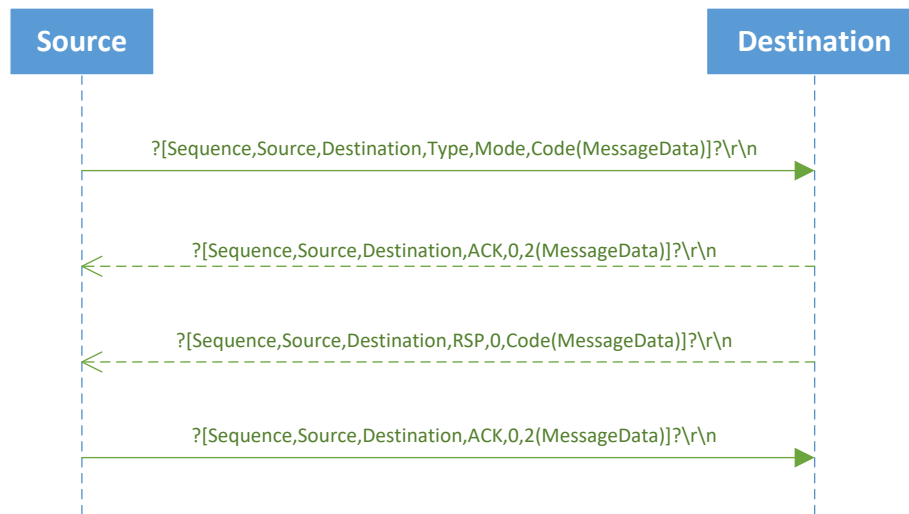 Source
Destination
?[Sequence,Source,Destination,Type,Mode,Code(MessageData)]?\r\n
?[Sequence,Source,Destination,ACK,0,2(MessageData)]?\r\n
?[Sequence,Source,Destination,RSP,0,Code(MessageData)]?\r\n
?[Sequence,Source,Destination,ACK,0,2(MessageData)]?\r\n